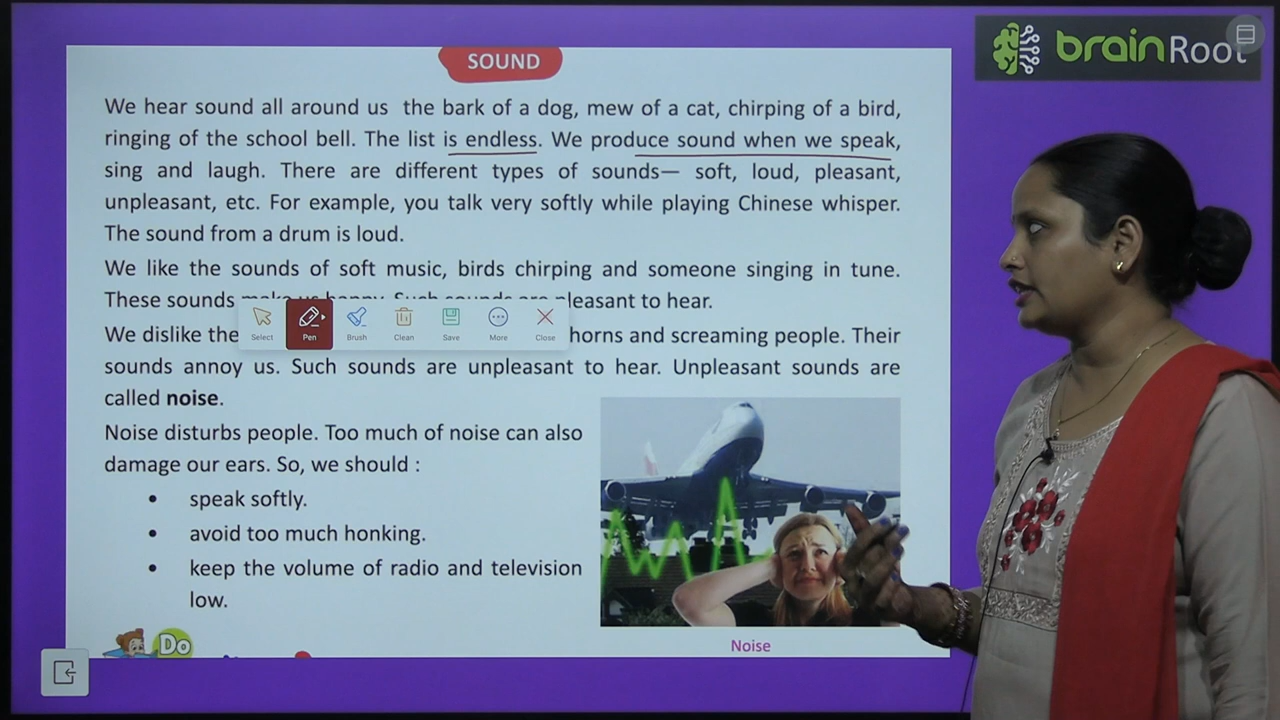 SOUND
brainRoot
We hear sound all around us the bark of a dog, mew of a cat, chirping of a bird,
ringing of the school bell. The list is endless. We produce sound when we speak,
sing and laugh. There are different types of sounds— soft, loud, pleasant,
unpleasant, etc. For example, you talk very softly while playing Chinese whisper.
The sound from a drum is loud.
We like the sounds of soft music, birds chirping and someone singing in tune.
These sounds make us happy. Such sounds are pleasant to hear.
Select Pen Brush Clean Save More Close
We dislike the horns and screaming people. Their
sounds annoy us. Such sounds are unpleasant to hear. Unpleasant sounds are
called noise.
Noise disturbs people. Too much of noise can also
damage our ears. So, we should :
• speak softly.
• avoid too much honking.
• keep the volume of radio and television
low.
Noise
Do